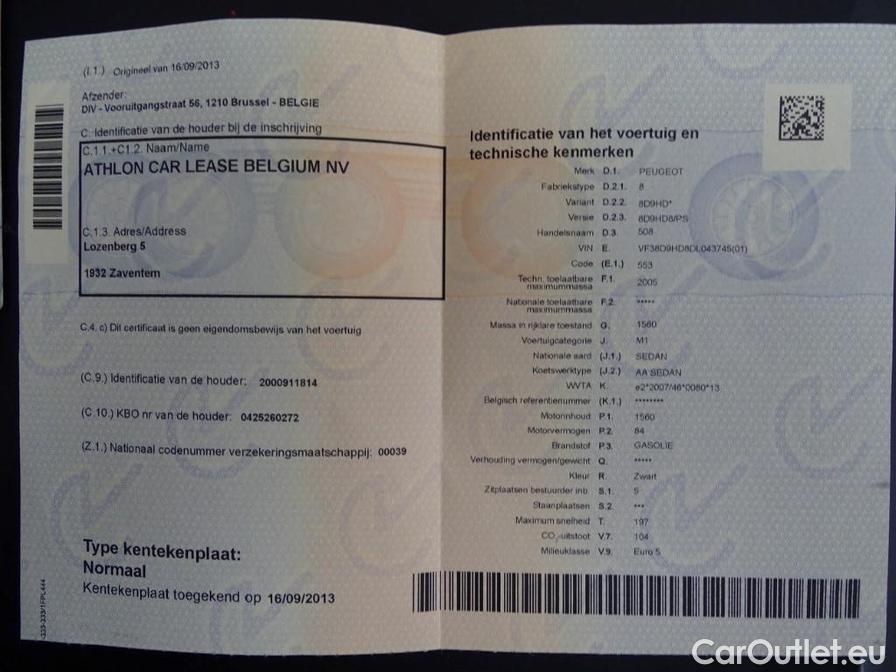 (I.1.) Origineel van 16/09/2013
Afzender:
DIV - Vooruitgangstraat 56, 1210 Brussel - BELGIE
C. Identificatie van de houder bij de inschrijving
C.1.1.+C1.2. Naam/Name
ATHLON CAR LEASE BELGIUM NV
C.1.3. Adres/Address
Lozenberg 5
1932 Zaventem
C.4. c) Dit certificaat is geen eigendomsbewijs van het voertuig
(C.9.) Identificatie van de houder: 2000911814
(C.10.) KBO nr van de houder: 0425260272
(Z.1.) Nationaal codenummer verzekeringsmaatschappij: 00039
Type kentekenplaat:
Normaal
Kentekenplaat toegekend op 16/09/2013
Identificatie van het voertuig en
technische kenmerken
Merk D.1. PEUGEOT
Fabriekstype D.2.1. 8
Variant D.2.2. 8D9HD*
Versie D.2.3. 8D9HD8/PS
Handelsnaam D.3. 508
VIN E. VF38D9HD8DL043745(01)
Code (E.1.) 553
Techn. toelaatbare F.1. 2005
maximummassa
Nationale toelaatbare F.2. *****
maximummassa
Massa in rijklare toestand G. 1560
Voertuigcategorie J. M1
Nationale aard (J.1.) SEDAN
Koetswerktype (J.2.) AA SEDAN
WVTA K. e2*2007/46*0080*13
Belgisch referentienummer (K.1.) ********
Motorinhoud P.1. 1560
Motorvermogen P.2. 84
Brandstof P.3. GASOLIE
Verhouding vermogen/gewicht Q. *****
Kleur R. Zwart
Zitplaatsen bestuurder inb. S.1. 5
Staanplaatsen S.2. ***
Maximum snelheid T. 197
CO₂-uitstoot V.7. 104
Milieuklasse V.9. Euro 5
CarOutlet.eu